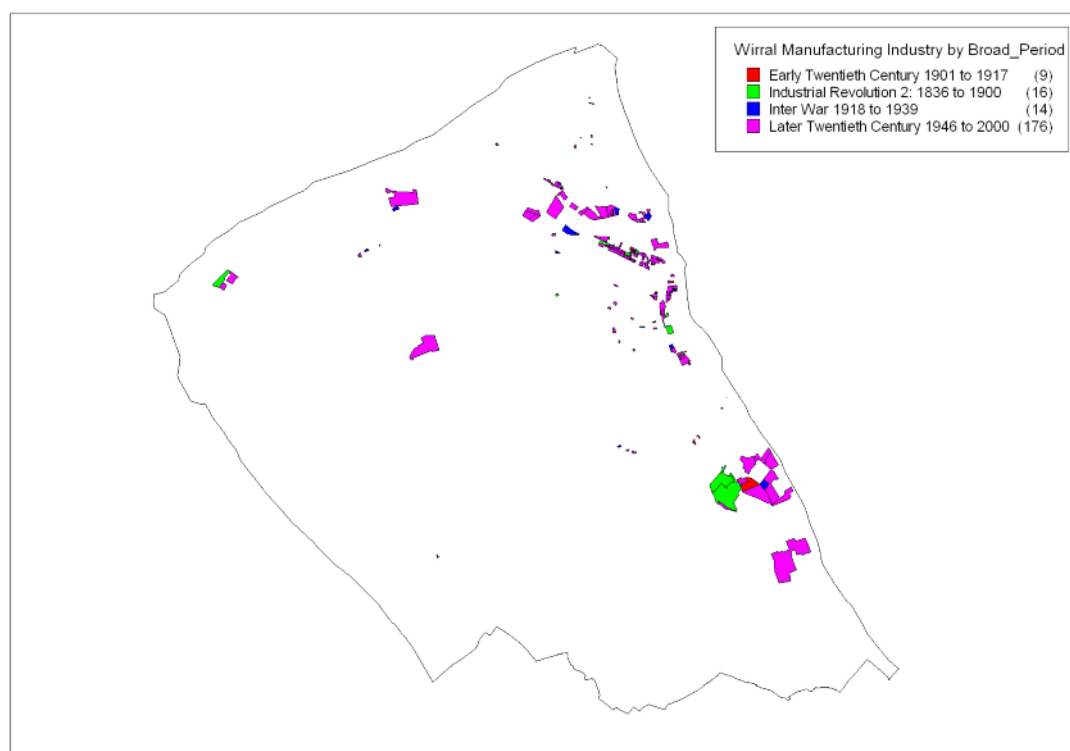 Wirral Manufacturing Industry by Broad_Period
Early Twentieth Century 1901 to 1917 (9)
Industrial Revolution 2: 1836 to 1900 (16)
Inter War 1918 to 1939 (14)
Later Twentieth Century 1946 to 2000 (176)